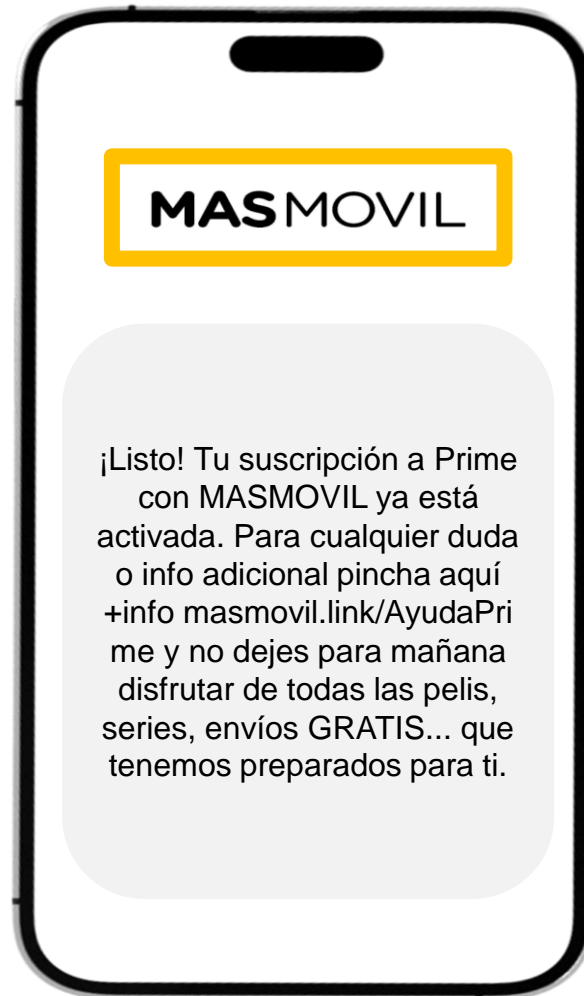 MASMOVIL
¡Listo! Tu suscripción a Prime
con MASMOVIL ya está
activada. Para cualquier duda
o info adicional pincha aquí
+info masmovil.link/AyudaPri
me y no dejes para mañana
disfrutar de todas las pelis,
series, envíos GRATIS... que
tenemos preparados para ti.